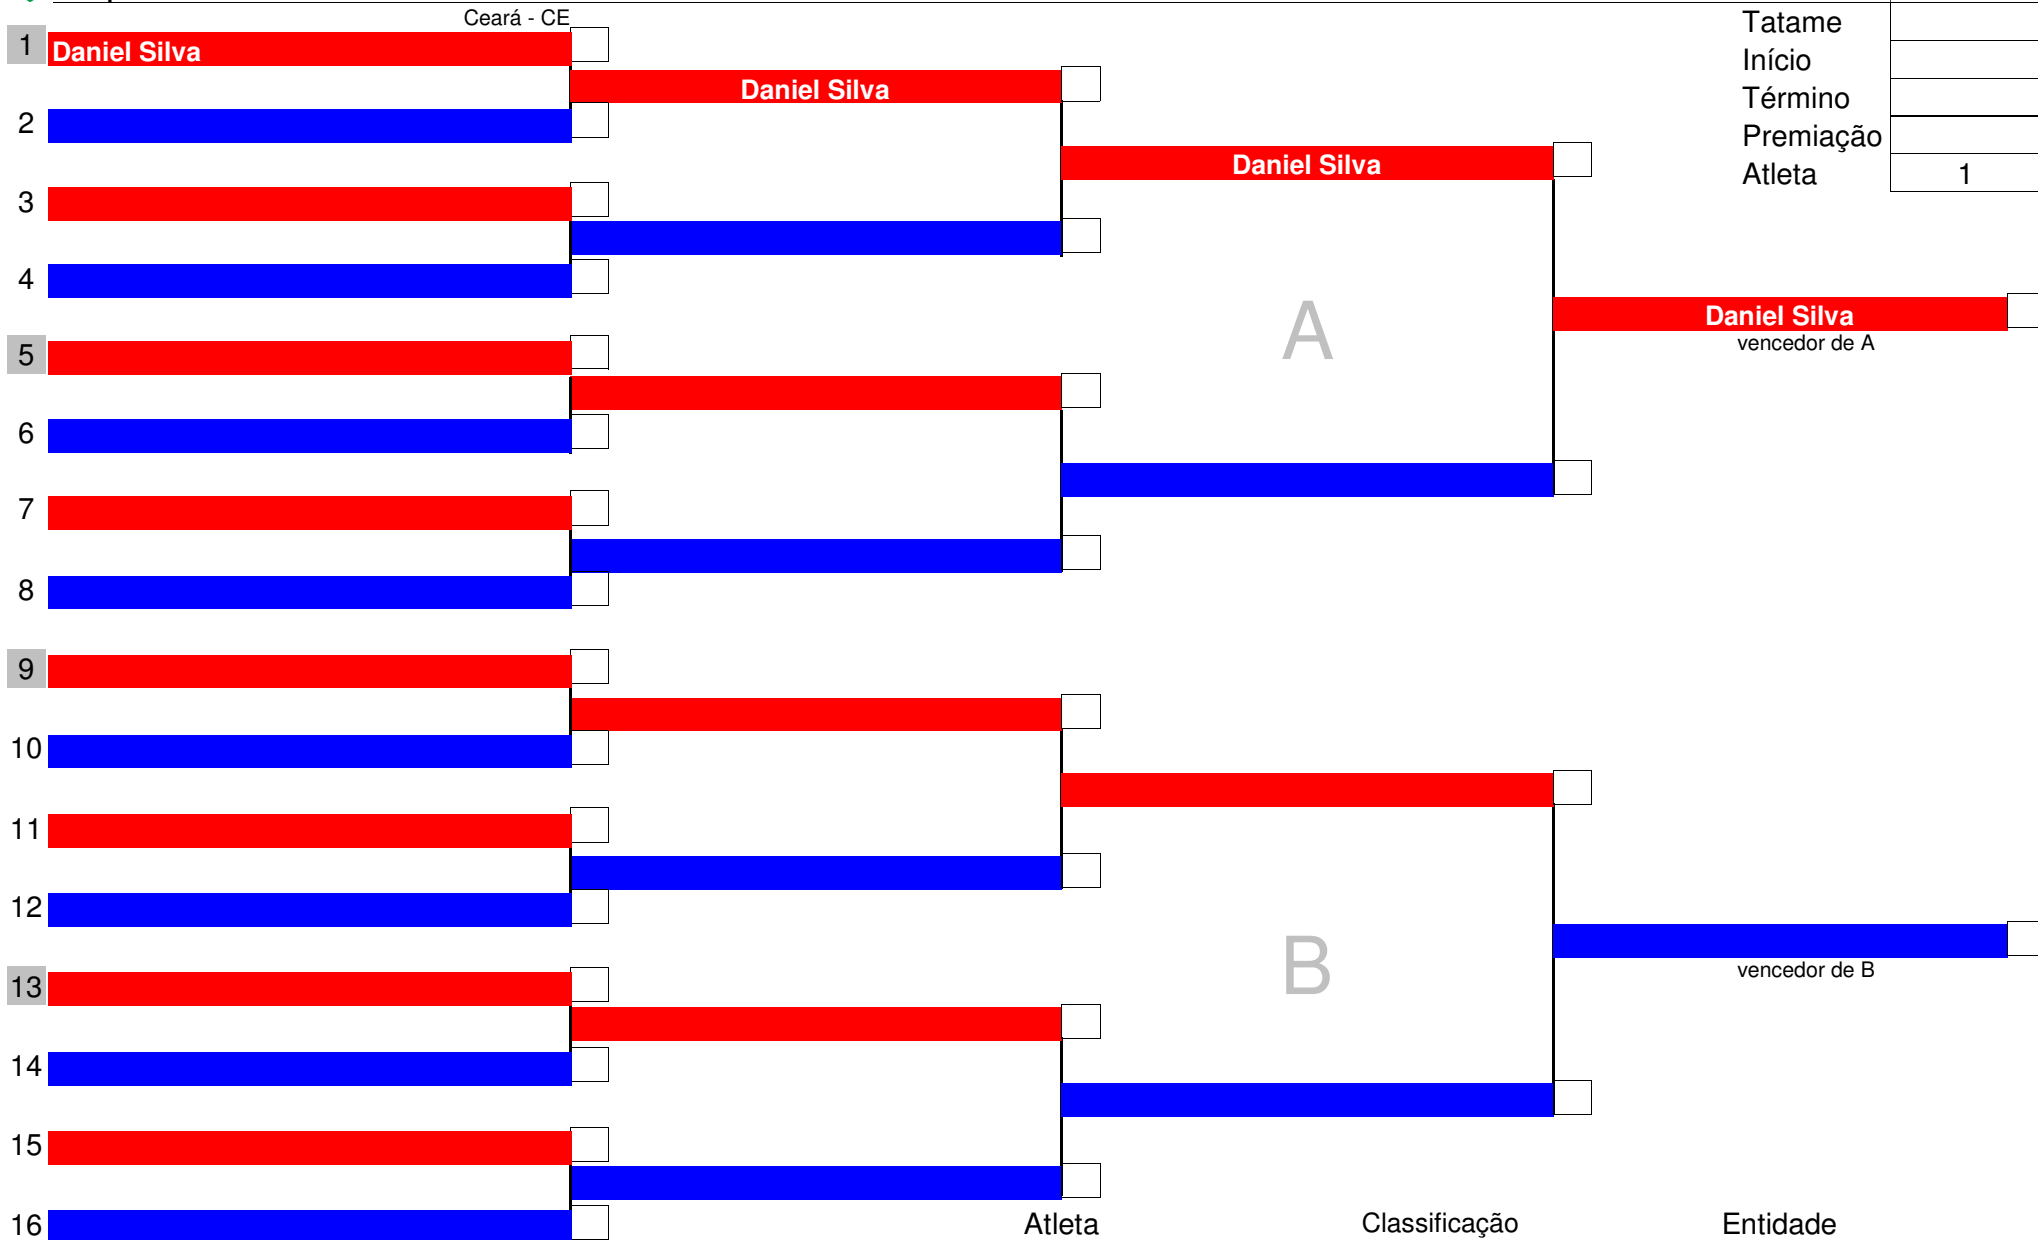 Ceará - CE
Tatame
1 Daniel Silva
Início
Daniel Silva
Término
2
Premiação
Daniel Silva
Atleta 1
3
4
A
Daniel Silva
vencedor de A
5
6
7
8
9
10
11
12
B
vencedor de B
13
14
15
16
Atleta Classificação Entidade